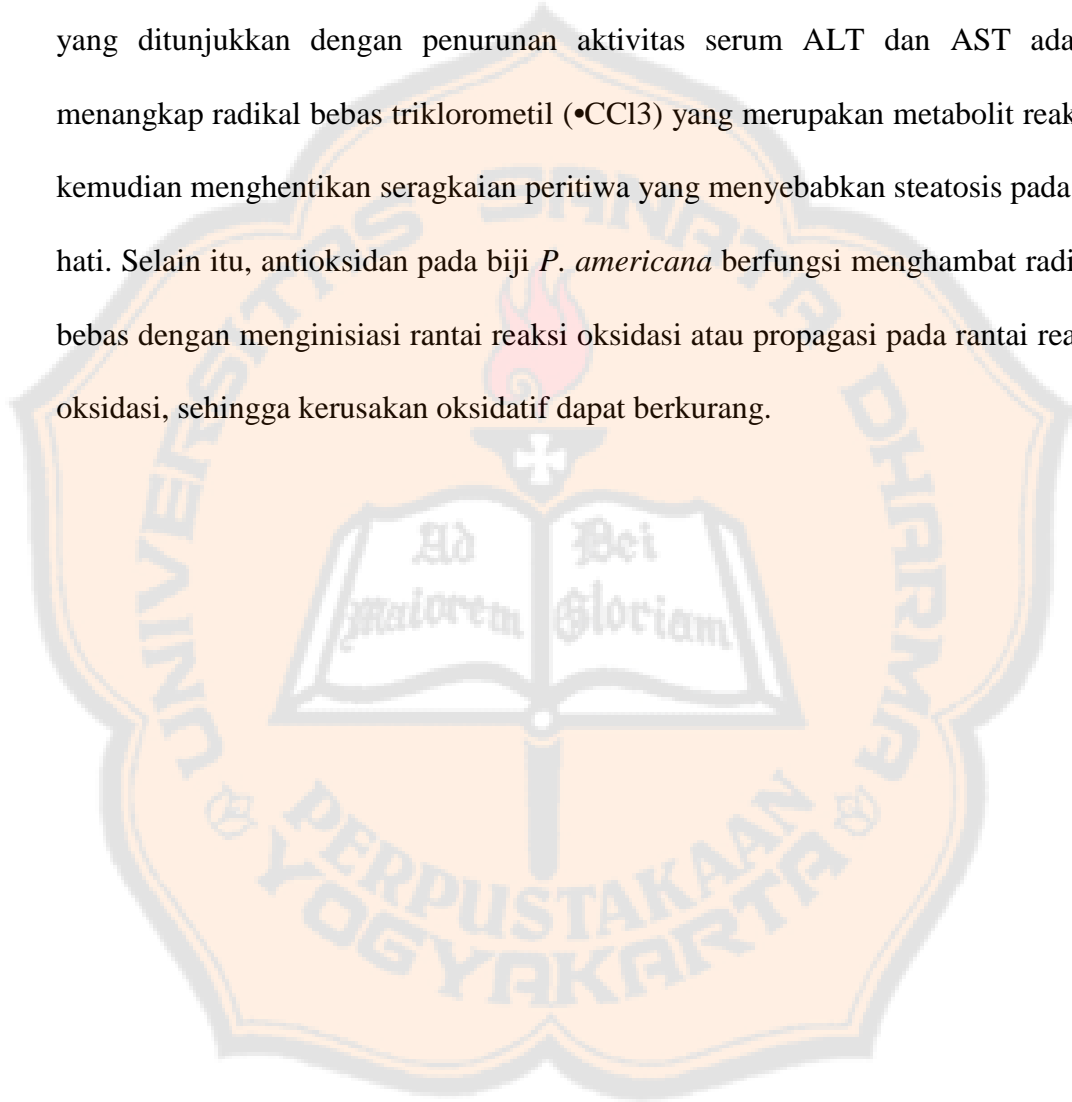 yang ditunjukkan dengan penurunan aktivitas serum ALT dan AST ada
menangkap radikal bebas triklorometil (•CCl3) yang merupakan metabolit reak
kemudian menghentikan seragkaian peritiwa yang menyebabkan steatosis pada
hati. Selain itu, antioksidan pada biji P. americana berfungsi menghambat radi
bebas dengan menginisiasi rantai reaksi oksidasi atau propagasi pada rantai rea
oksidasi, sehingga kerusakan oksidatif dapat berkurang.
UNIVERSITAS SANATA DHARMA
Ad Dei
Maiorem Gloriam
PERPUSTAKAAN
YOGYAKARTA